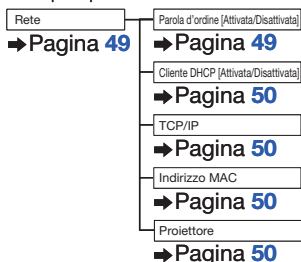 Rete
➔Pagina 49
Parola d'ordine [Attivata/Disattivata]
➔Pagina 49
Cliente DHCP [Attivata/Disattivata]
➔Pagina 50
TCP/IP
➔Pagina 50
Indirizzo MAC
➔Pagina 50
Proiettore
➔Pagina 50